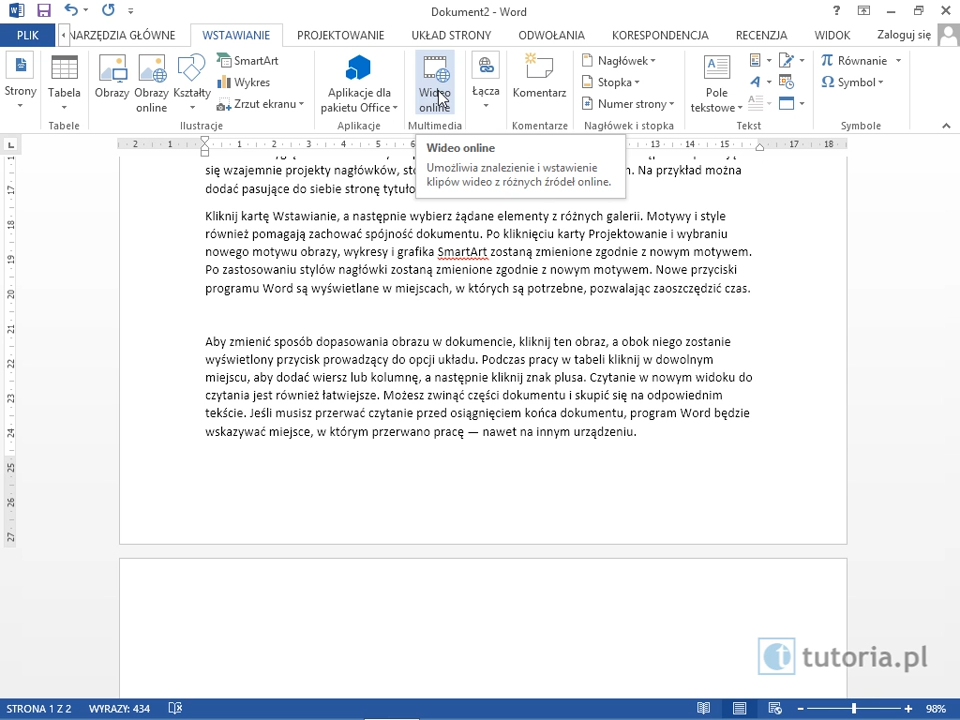 Dokument2 - Word
PLIK
NARZĘDZIA GŁÓWNE
WSTAWIANIE
PROJEKTOWANIE
UKŁAD STRONY
ODWOŁANIA
KORESPONDENCJA
RECENZJA
WIDOK
Zaloguj się
Strony
Tabela
Obrazy
Obrazy online
Kształty
SmartArt
Wykres
Zrzut ekranu
Aplikacje dla pakietu Office
Wideo online
Łącza
Komentarz
Nagłówek
Stopka
Numer strony
Pole tekstowe
Równanie
Symbol
Tabele
Ilustracje
Aplikacje
Multimedia
Komentarze
Nagłówek i stopka
Tekst
Symbole
Wideo online
Umożliwia znalezienie i wstawienie
klipów wideo z różnych źródeł online.
się wzajemnie projekty nagłówków, Na przykład można
dodać pasujące do siebie stronę
Kliknij kartę Wstawianie, a następnie wybierz żądane elementy z różnych galerii. Motywy i style
również pomagają zachować spójność dokumentu. Po kliknięciu karty Projektowanie i wybraniu
nowego motywu obrazy, wykresy i grafika SmartArt zostaną zmienione zgodnie z nowym motywem.
Po zastosowaniu stylów nagłówki zostaną zmienione zgodnie z nowym motywem. Nowe przyciski
programu Word są wyświetlane w miejscach, w których są potrzebne, pozwalając zaoszczędzić czas.
Aby zmienić sposób dopasowania obrazu w dokumencie, kliknij ten obraz, a obok niego zostanie
wyświetlony przycisk prowadzący do opcji układu. Podczas pracy w tabeli kliknij w dowolnym
miejscu, aby dodać wiersz lub kolumnę, a następnie kliknij znak plusa. Czytanie w nowym widoku do
czytania jest również łatwiejsze. Możesz zwinąć części dokumentu i skupić się na odpowiednim
tekście. Jeśli musisz przerwać czytanie przed osiągnięciem końca dokumentu, program Word będzie
wskazywać miejsce, w którym przerwano pracę — nawet na innym urządzeniu.
tutoria.pl
STRONA 1 Z 2
WYRAZY: 434
98%